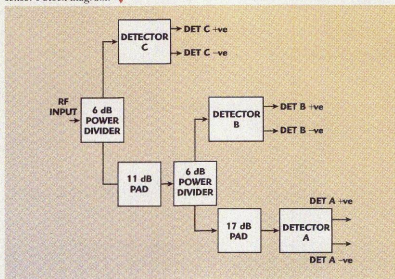 DETECTOR
C
DET C +ve
DET C –ve
RF
INPUT
6 dB
POWER
DIVIDER
DETECTOR
B
DET B +ve
DET B –ve
11 dB
PAD
6 dB
POWER
DIVIDER
17 dB
PAD
DETECTOR
A
DET A +ve
DET A –ve